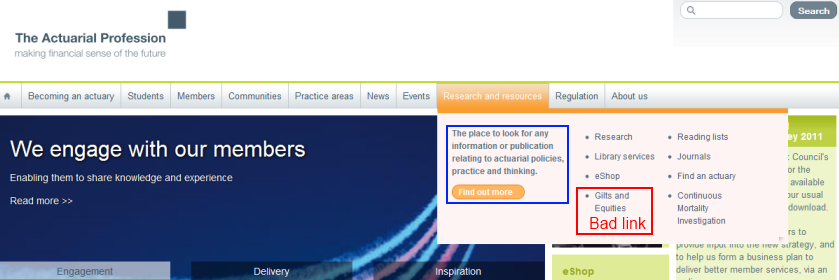 Search
The Actuarial Profession
making financial sense of the future
Becoming an actuary Students Members Communities Practice areas News Events Research and resources Regulation About us
We engage with our members
Enabling them to share knowledge and experience
Read more >>
Engagement Delivery Inspiration
The place to look for any
information or publication
relating to actuarial policies,
practice and thinking.
Find out more
Research
Library services
eShop
Gilts and
Equities
Bad link
Reading lists
Journals
Find an actuary
Continuous
Mortality
Investigation
ey 2011
Council's
or the
available
our usual
download.
ers to
provide input into the new strategy, and
to help us form a business plan to
deliver better member services, via an
eShop